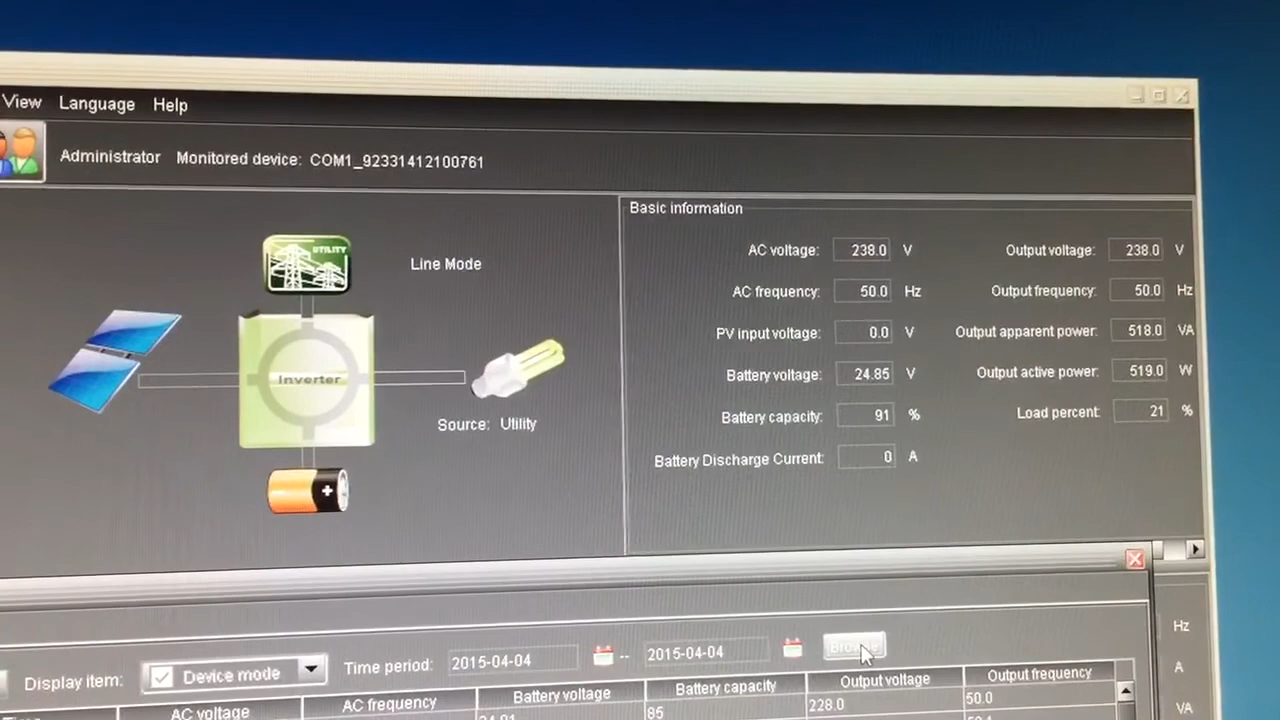 View Language Help
Administrator Monitored device: COM1_92331412100761
Basic information
UTILITY
Line Mode
Inverter
Source: Utility
AC voltage: 238.0 V Output voltage: 238.0 V
AC frequency: 50.0 Hz Output frequency: 50.0 Hz
PV input voltage: 0.0 V Output apparent power: 518.0 VA
Battery voltage: 24.85 V Output active power: 519.0 W
Battery capacity: 91 % Load percent: 21 %
Battery Discharge Current: 0 A
Hz
A
VA
Display item: Device mode Time period: 2015-04-04 -- 2015-04-04 Browse
AC voltage AC frequency Battery voltage Battery capacity Output voltage Output frequency
85 228.0 50.0